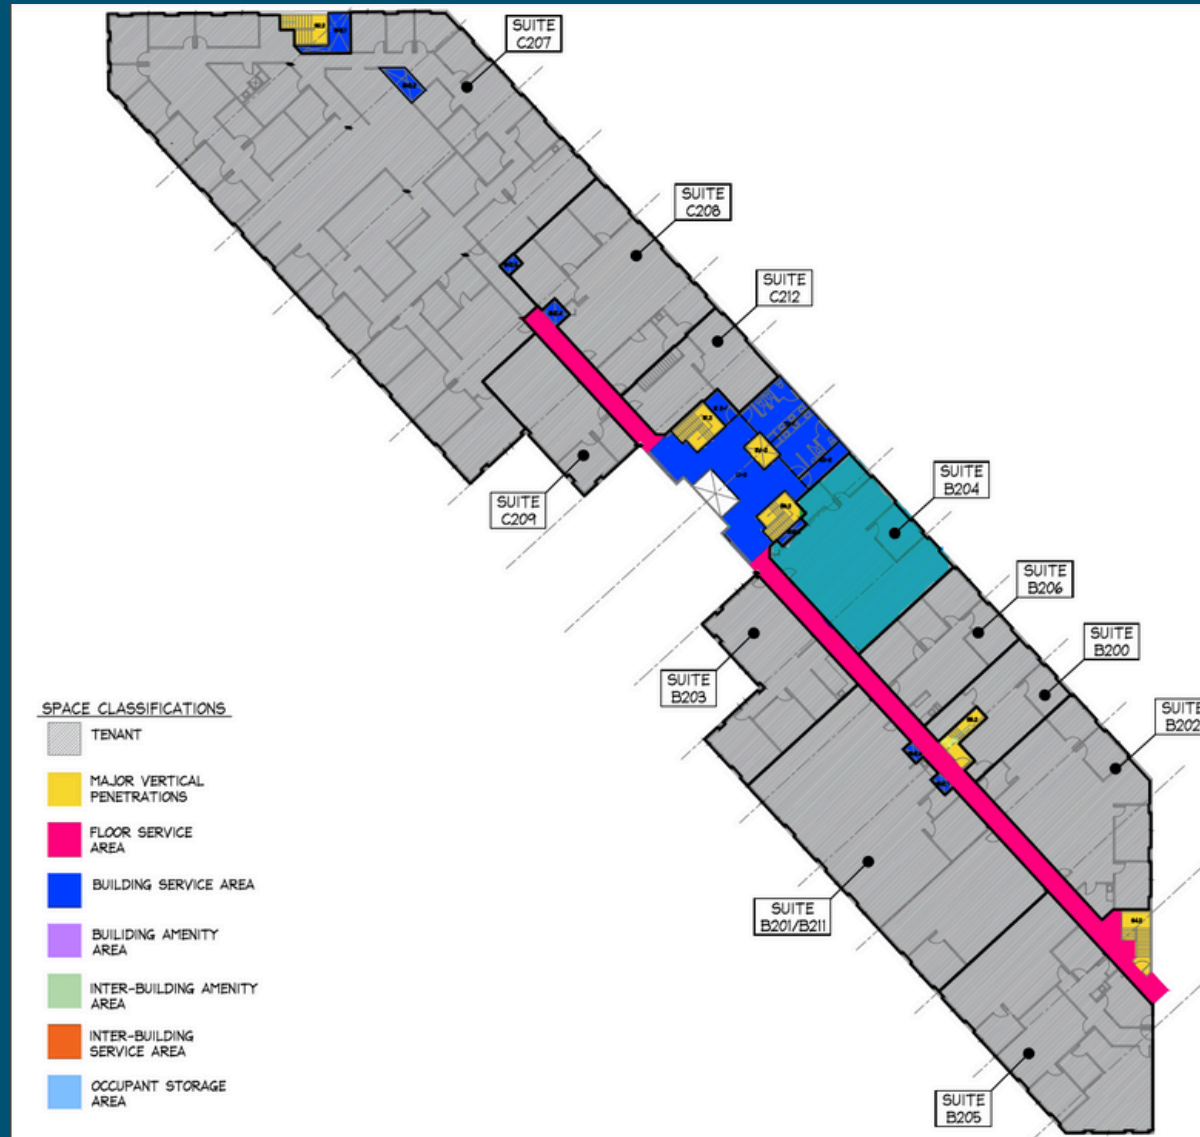 SUITE
C207
SUITE
C208
SUITE
C212
SUITE
C209
SUITE
B204
SUITE
B206
SUITE
B200
SUITE
B203
SUITE
B202
SUITE
B201/B211
SUITE
B205
SPACE CLASSIFICATIONS
TENANT
MAJOR VERTICAL
PENETRATIONS
FLOOR SERVICE
AREA
BUILDING SERVICE AREA
BUILIDING AMENITY
AREA
INTER-BUILDING AMENITY
AREA
INTER-BUILDING
SERVICE AREA
OCCUPANT STORAGE
AREA